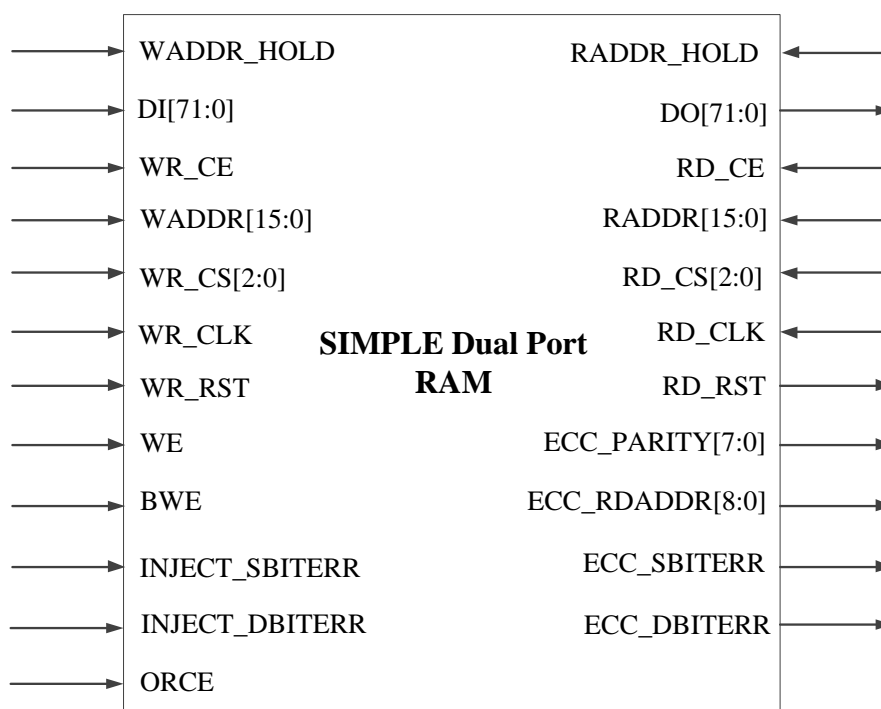 WADDR_HOLD
DI[71:0]
WR_CE
WADDR[15:0]
WR_CS[2:0]
WR_CLK
WR_RST
WE
BWE
INJECT_SBITERR
INJECT_DBITERR
ORCE
SIMPLE Dual Port
RAM
RADDR_HOLD
DO[71:0]
RD_CE
RADDR[15:0]
RD_CS[2:0]
RD_CLK
RD_RST
ECC_PARITY[7:0]
ECC_RDADDR[8:0]
ECC_SBITERR
ECC_DBITERR